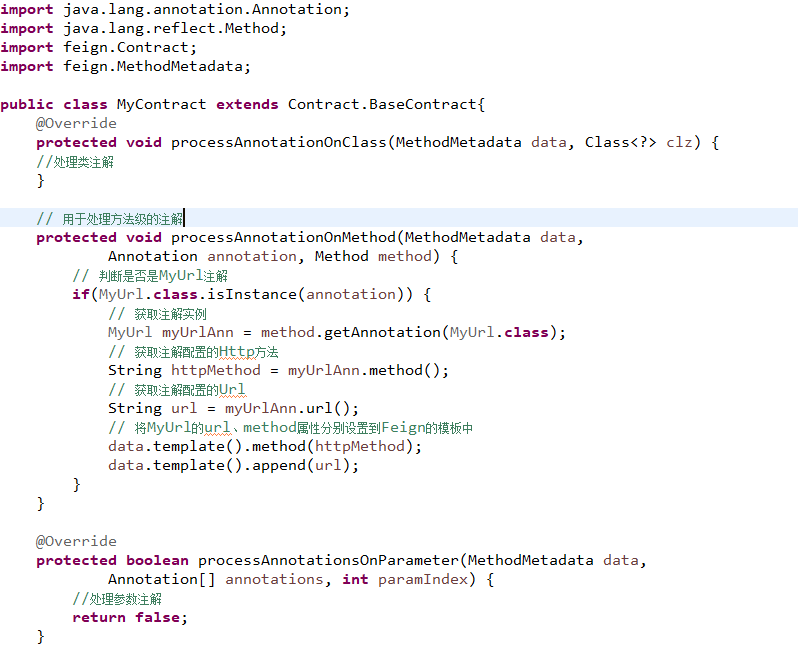 import java.lang.annotation.Annotation;
import java.lang.reflect.Method;
import feign.Contract;
import feign.MethodMetadata;

public class MyContract extends Contract.BaseContract{
    @Override
    protected void processAnnotationOnClass(MethodMetadata data, Class<?> clz) {
    //处理类注解
    }

    // 用于处理方法级的注解
    protected void processAnnotationOnMethod(MethodMetadata data,
            Annotation annotation, Method method) {
        // 判断是否是MyUrl注解
        if(MyUrl.class.isInstance(annotation)) {
            // 获取注解实例
            MyUrl myUrlAnn = method.getAnnotation(MyUrl.class);
            // 获取注解配置的Http方法
            String httpMethod = myUrlAnn.method();
            // 获取注解配置的Url
            String url = myUrlAnn.url();
            // 将MyUrl的url、method属性分别设置到Feign的模板中
            data.template().method(httpMethod);
            data.template().append(url);
        }
    }

    @Override
    protected boolean processAnnotationsOnParameter(MethodMetadata data,
            Annotation[] annotations, int paramIndex) {
        //处理参数注解
        return false;
    }